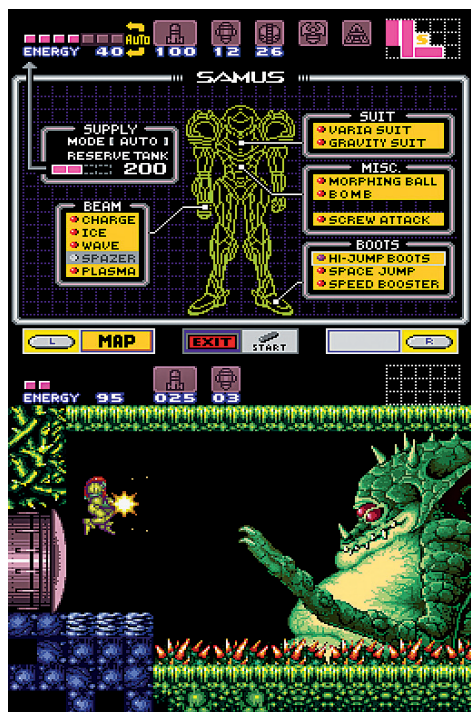 AUTO
ENERGY 40 100 12 26
S
SAMUS
SUPPLY
MODE [ AUTO ]
RESERVE TANK
200
SUIT
VARIA SUIT
GRAVITY SUIT
MISC.
MORPHING BALL
BOMB
SCREW ATTACK
BEAM
CHARGE
ICE
WAVE
SPAZER
PLASMA
BOOTS
HI-JUMP BOOTS
SPACE JUMP
SPEED BOOSTER
L MAP EXIT START R
ENERGY 95 025 03